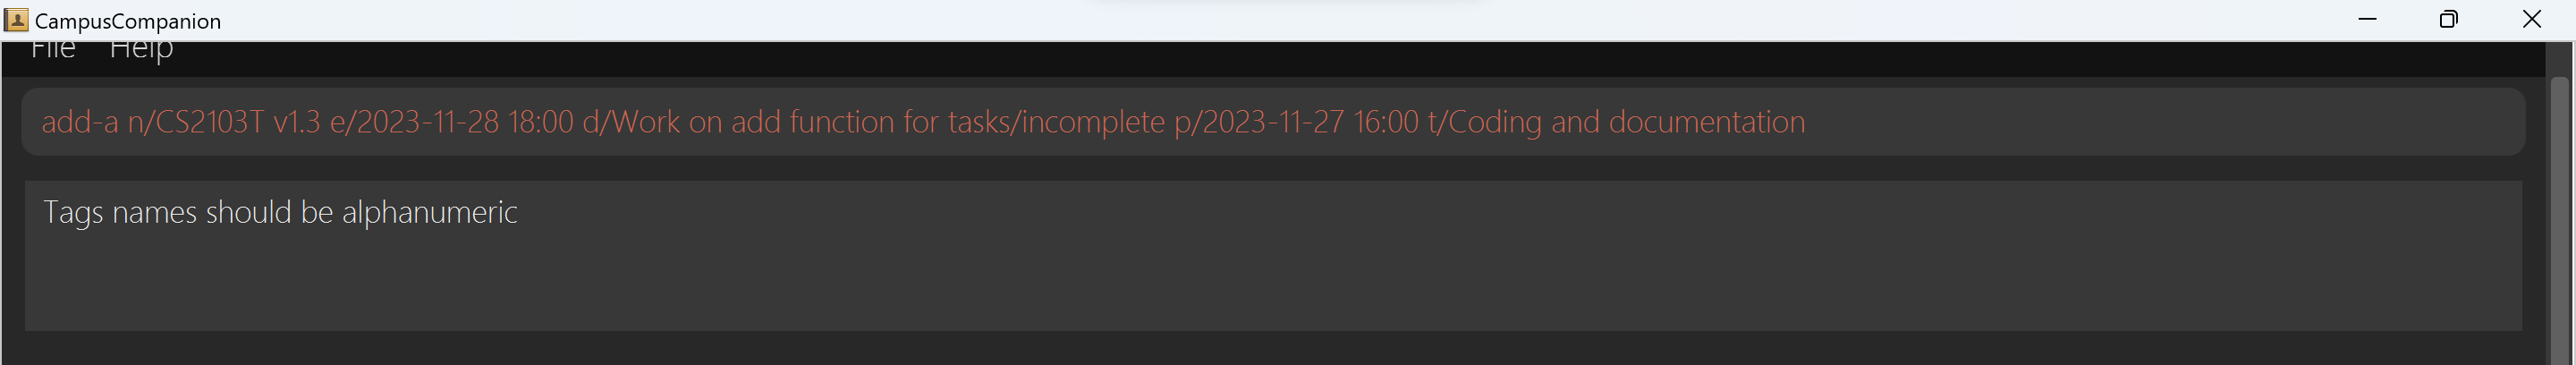 CampusCompanion
File Help
add-a n/CS2103T v1.3 e/2023-11-28 18:00 d/Work on add function for tasks/incomplete p/2023-11-27 16:00 t/Coding and documentation
Tags names should be alphanumeric